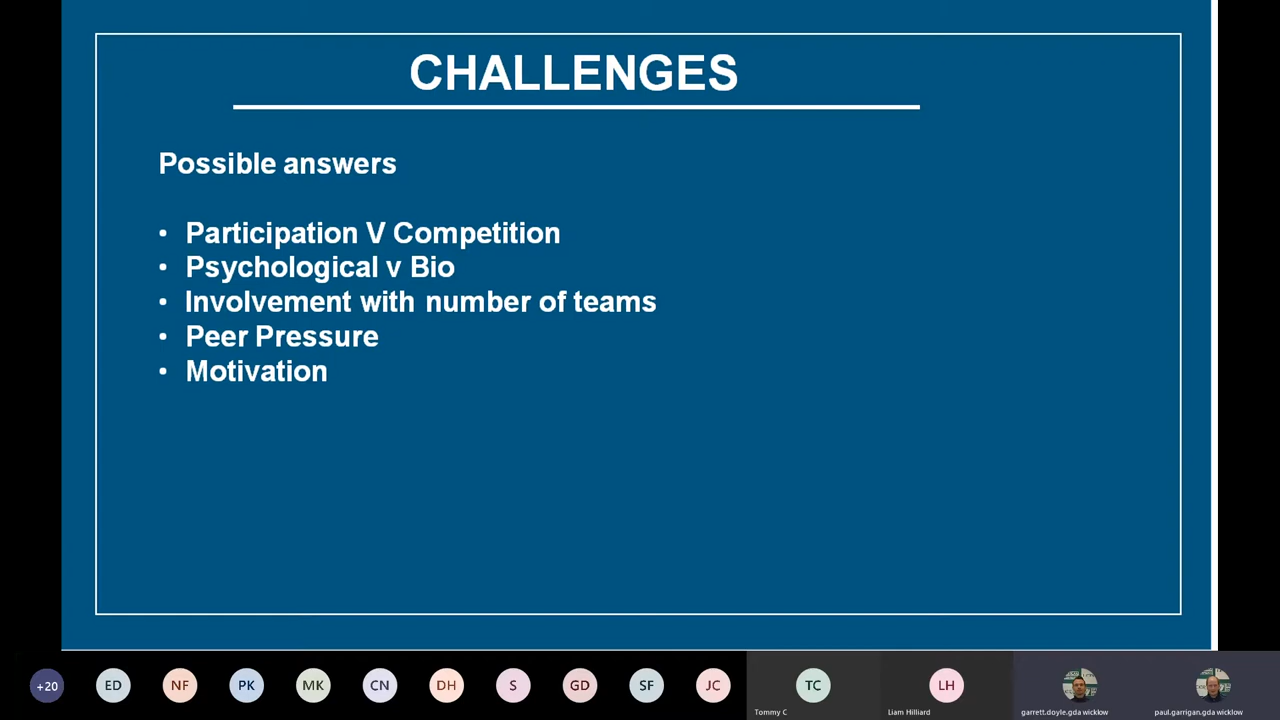 CHALLENGES
Possible answers
• Participation V Competition
• Psychological v Bio
• Involvement with number of teams
• Peer Pressure
• Motivation
+20
ED
NF
PK
MK
CN
DH
S
GD
SF
JC
TC
LH
Tommy C
Liam Hilliard
garrett.doyle.gda wicklow
paul.garrigan.gda wicklow